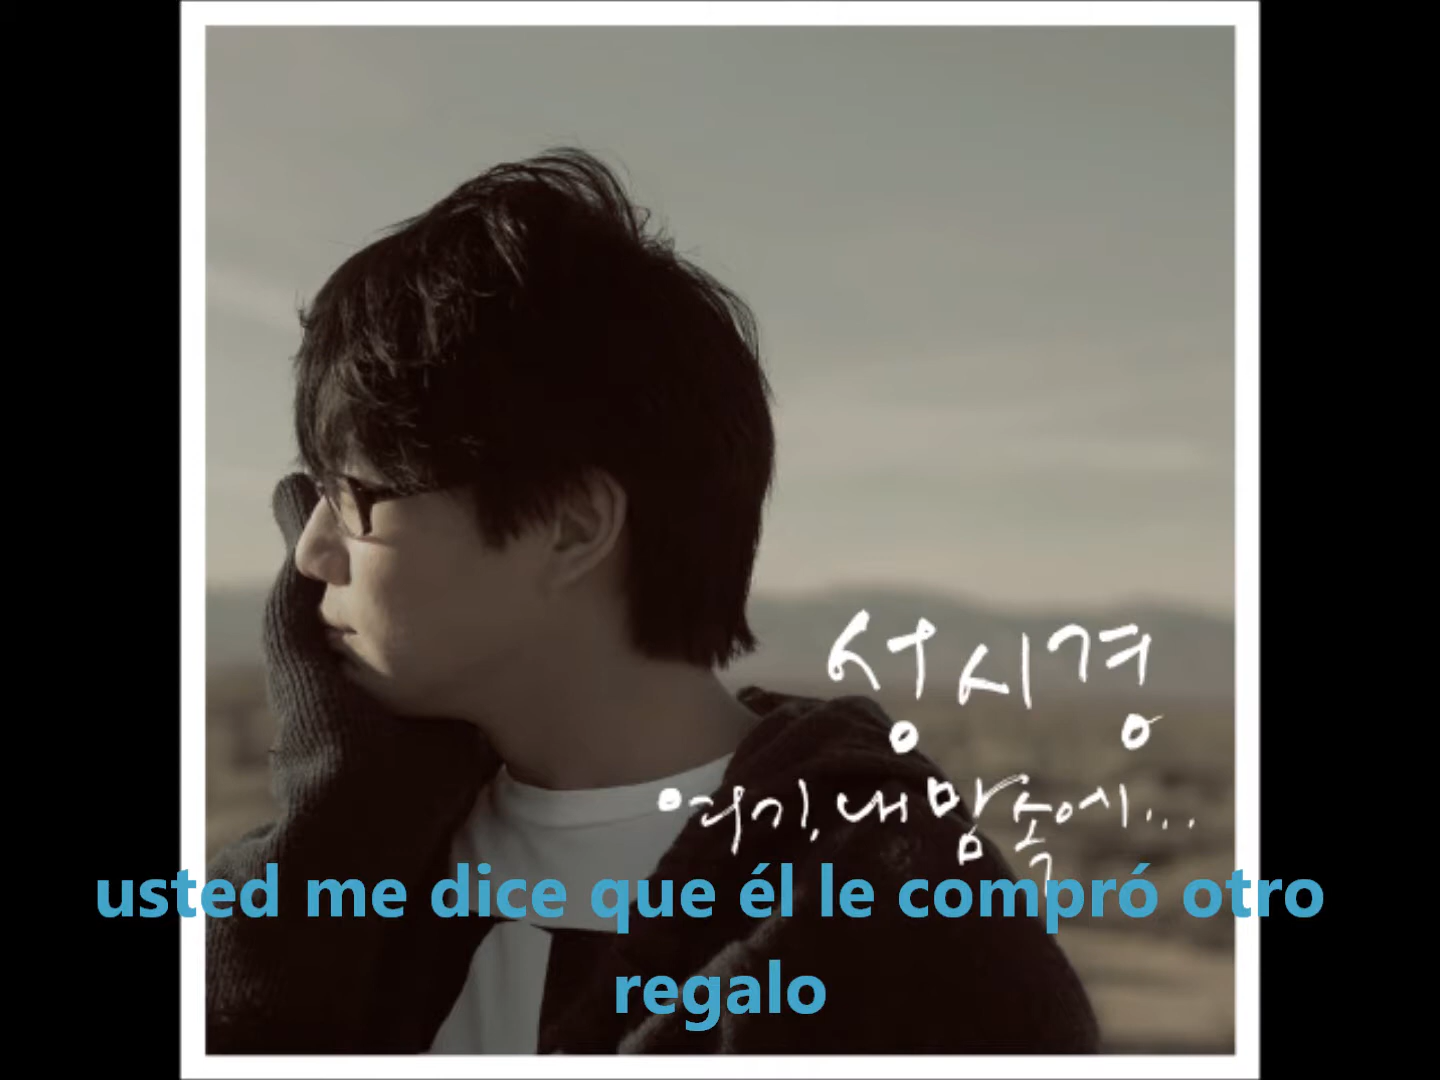 성시경
여기, 내 맘 속에...
usted me dice que él le compró otro
regalo